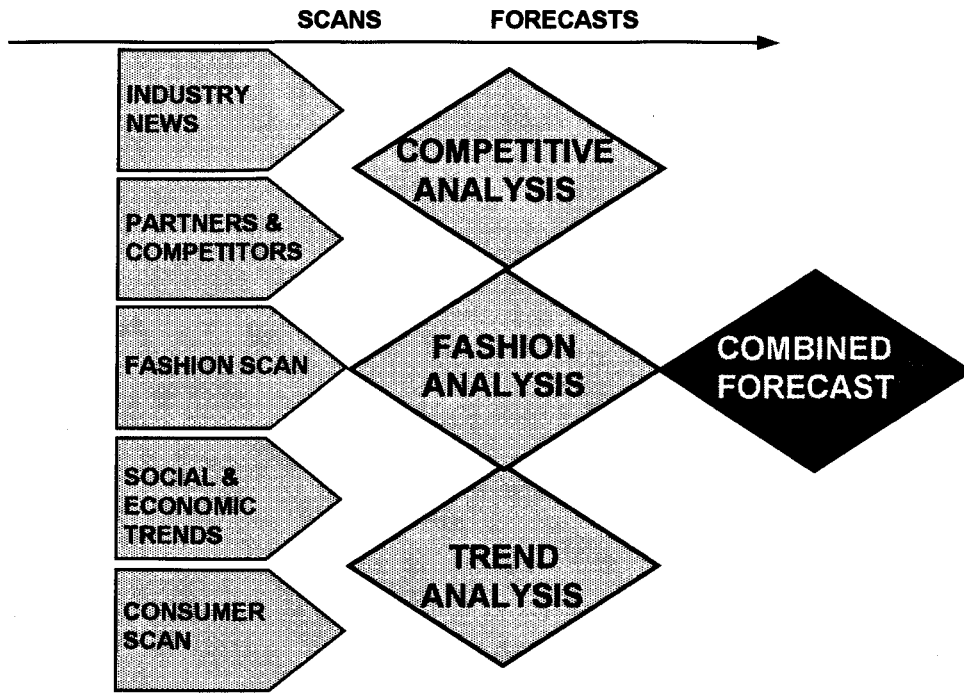 SCANS FORECASTS
INDUSTRY
NEWS
COMPETITIVE
ANALYSIS
PARTNERS &
COMPETITORS
FASHION SCAN
FASHION
ANALYSIS
COMBINED
FORECAST
SOCIAL &
ECONOMIC
TRENDS
TREND
ANALYSIS
CONSUMER
SCAN